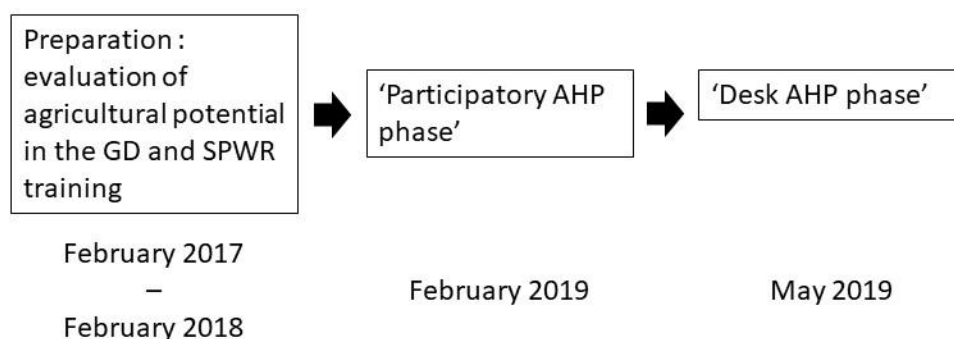 Preparation :
evaluation of
agricultural potential
in the GD and SPWR
training
‘Participatory AHP
phase’
‘Desk AHP phase’
February 2017
–
February 2018
February 2019
May 2019